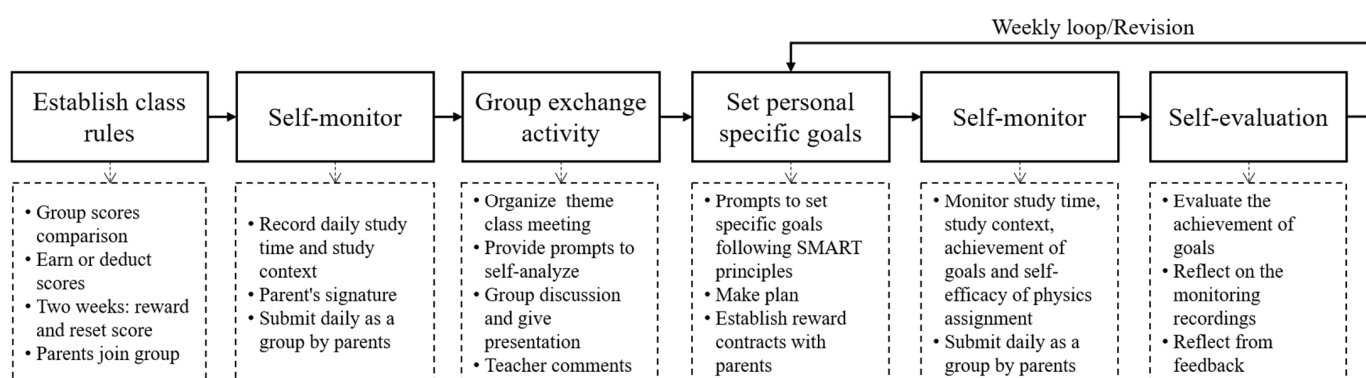 Weekly loop/Revision
Establish class
rules
Self-monitor
Group exchange
activity
Set personal
specific goals
Self-monitor
Self-evaluation
• Group scores
comparison
• Earn or deduct
scores
• Two weeks: reward
and reset score
• Parents join group
• Record daily study
time and study
context
• Parent's signature
• Submit daily as a
group by parents
• Organize theme
class meeting
• Provide prompts to
self-analyze
• Group discussion
and give
presentation
• Teacher comments
• Prompts to set
specific goals
following SMART
principles
• Make plan
• Establish reward
contracts with
parents
• Monitor study time,
study context,
achievement of
goals and self-
efficacy of physics
assignment
• Submit daily as a
group by parents
• Evaluate the
achievement of
goals
• Reflect on the
monitoring
recordings
• Reflect from
feedback